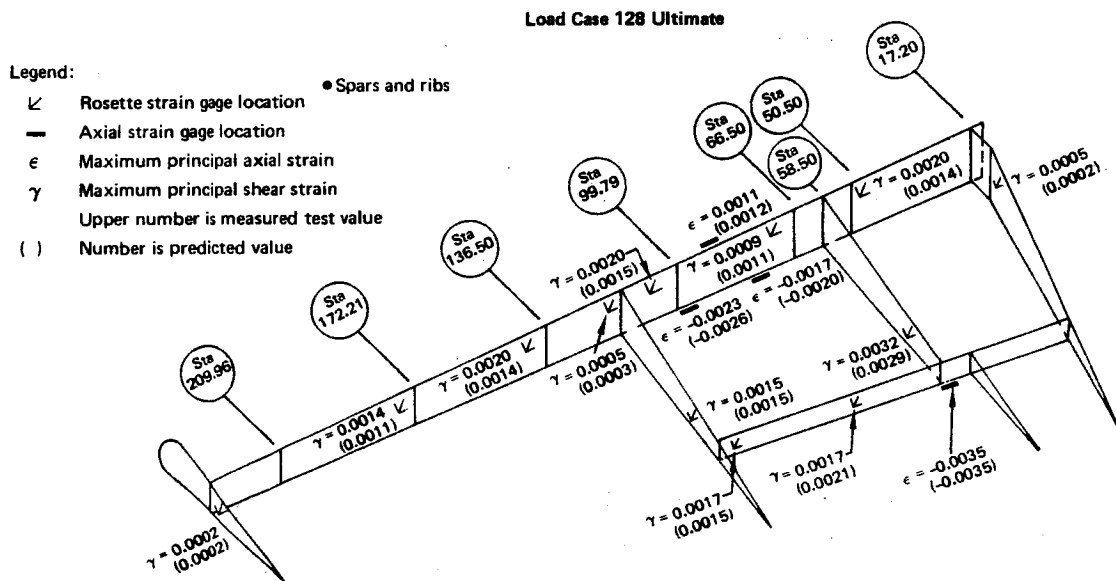 Load Case 128 Ultimate
Legend:
• Spars and ribs
Rosette strain gage location
Axial strain gage location
ϵ Maximum principal axial strain
γ Maximum principal shear strain
Upper number is measured test value
( ) Number is predicted value
Sta
17.20
Sta
50.50
Sta
66.50
Sta
58.50
Sta
99.79
Sta
136.50
Sta
172.21
Sta
209.96
γ = 0.0020
(0.0014)
γ = 0.0005
(0.0002)
ϵ = 0.0011
(0.0012)
γ = 0.0009
(0.0011)
γ = 0.0020
(0.0015)
ϵ = -0.0017
(-0.0020)
ϵ = -0.0023
(-0.0026)
γ = 0.0005
(0.0003)
γ = 0.0020
(0.0014)
γ = 0.0014
(0.0011)
γ = 0.0032
(0.0029)
γ = 0.0015
(0.0015)
γ = 0.0017
(0.0021)
ϵ = -0.0035
(-0.0035)
γ = 0.0017
(0.0015)
γ = 0.0002
(0.0002)